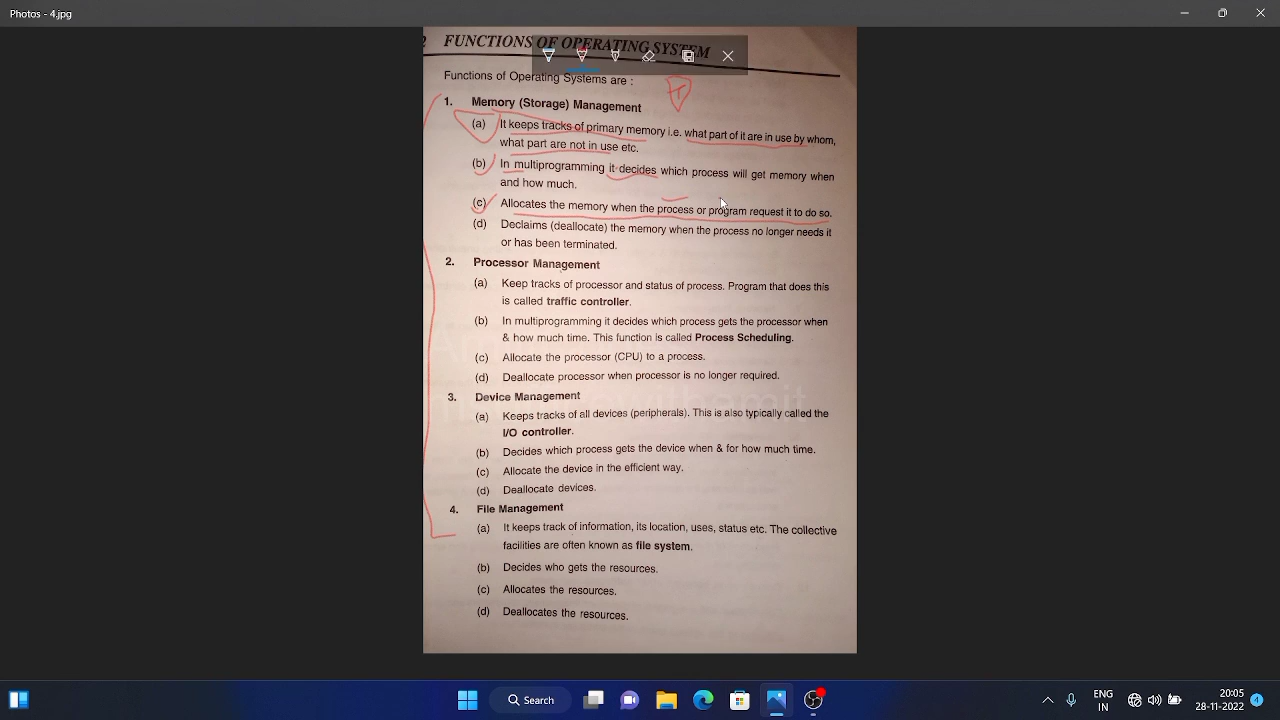 Photos - 4.jpg
2 FUNCTIONS OF OPERATING SYSTEM
Functions of Operating Systems are :
1. Memory (Storage) Management
(a) It keeps tracks of primary memory i.e. what part of it are in use by whom,
what part are not in use etc.
(b) In multiprogramming it decides which process will get memory when
and how much.
(c) Allocates the memory when the process or program request it to do so.
(d) Declaims (deallocate) the memory when the process no longer needs it
or has been terminated.
2. Processor Management
(a) Keep tracks of processor and status of process. Program that does this
is called traffic controller.
(b) In multiprogramming it decides which process gets the processor when
& how much time. This function is called Process Scheduling.
(c) Allocate the processor (CPU) to a process.
(d) Deallocate processor when processor is no longer required.
3. Device Management
(a) Keeps tracks of all devices (peripherals). This is also typically called the
I/O controller.
(b) Decides which process gets the device when & for how much time.
(c) Allocate the device in the efficient way.
(d) Deallocate devices.
4. File Management
(a) It keeps track of information, its location, uses, status etc. The collective
facilities are often known as file system.
(b) Decides who gets the resources.
(c) Allocates the resources.
(d) Deallocates the resources.
Search
ENG
IN
20:05
28-11-2022
4